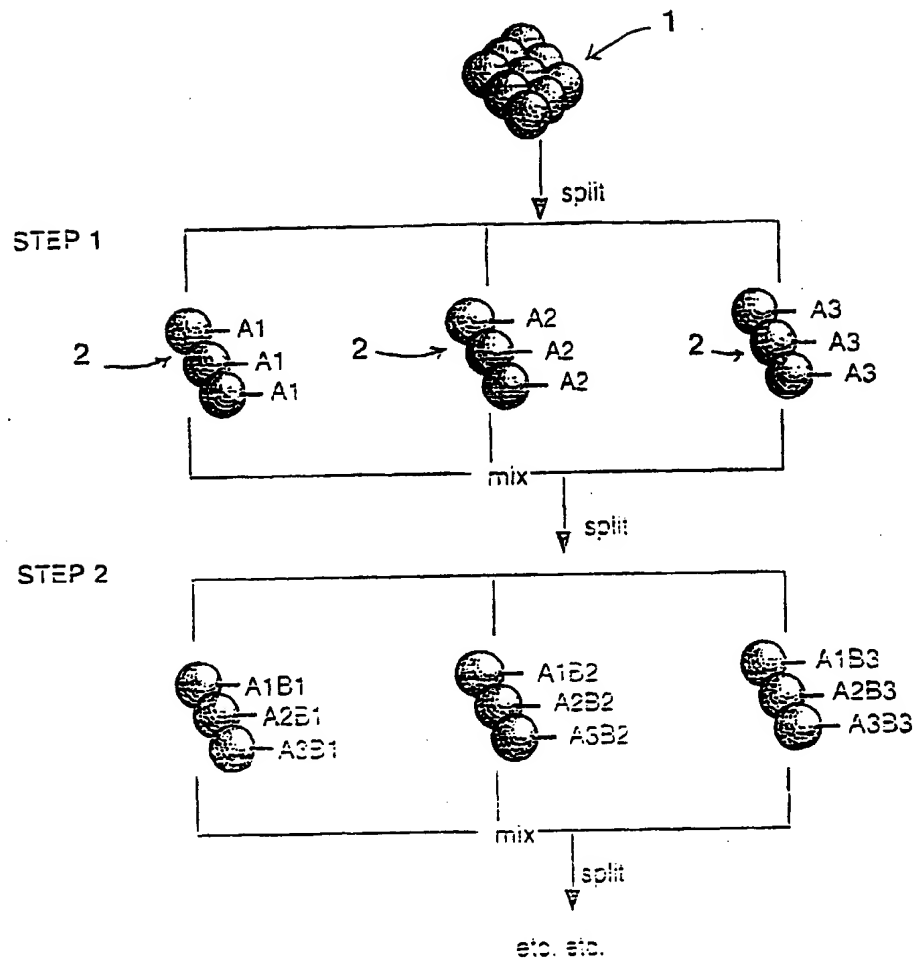 1
split
STEP 1
A1
A1
A1
2
A2
A2
A2
2
A3
A3
A3
2
mix
split
STEP 2
A1B1
A2B1
A3B1
A1B2
A2B2
A3B2
A1B3
A2B3
A3B3
mix
split
etc. etc.